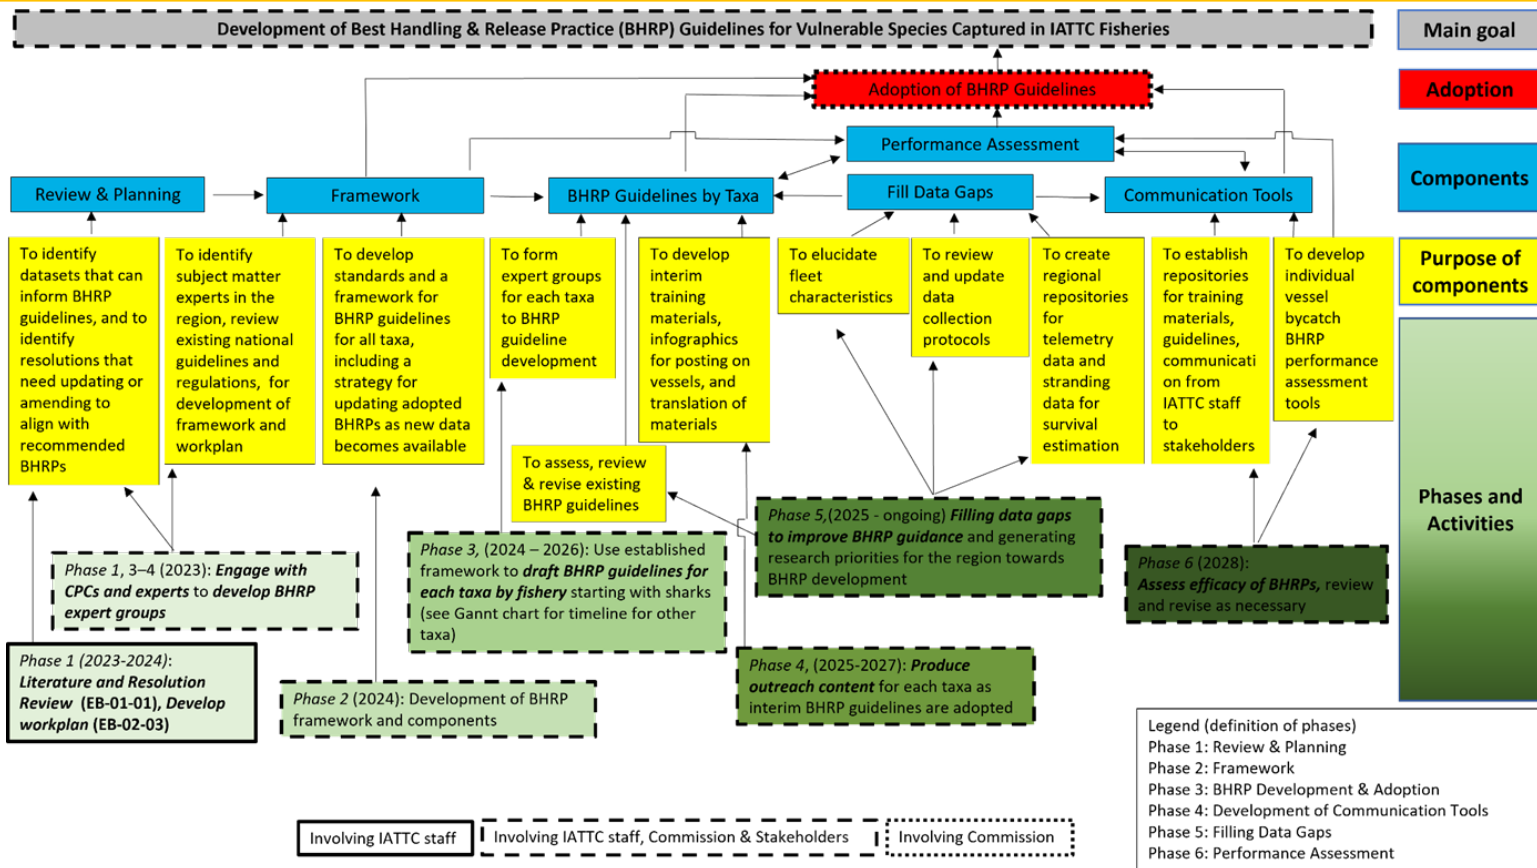 Development of Best Handling & Release Practice (BHRP) Guidelines for Vulnerable Species Captured in IATTC Fisheries
Main goal
Adoption of BHRP Guidelines
Adoption
Performance Assessment
Components
Review & Planning
Framework
BHRP Guidelines by Taxa
Fill Data Gaps
Communication Tools
To identify
datasets that can
inform BHRP
guidelines, and to
identify
resolutions that
need updating or
amending to
align with
recommended
BHRPs
To identify
subject matter
experts in the
region, review
existing national
guidelines and
regulations, for
development of
framework and
workplan
To develop
standards and a
framework for
BHRP guidelines
for all taxa,
including a
strategy for
updating adopted
BHRPs as new data
becomes available
To form
expert groups
for each taxa
to BHRP
guideline
development
To develop
interim
training
materials,
infographics
for posting on
vessels, and
translation of
materials
To elucidate
fleet
characteristics
To review
and update
data
collection
protocols
To create
regional
repositories
for
telemetry
data and
stranding
data for
survival
estimation
To establish
repositories
for training
materials,
guidelines,
communicati
on from
IATTC staff
to
stakeholders
To develop
individual
vessel
bycatch
BHRP
performance
assessment
tools
Purpose of
components
To assess, review
& revise existing
BHRP guidelines
Phases and
Activities
Phase 1, 3–4 (2023): Engage with
CPCs and experts to develop BHRP
expert groups
Phase 3, (2024 – 2026): Use established
framework to draft BHRP guidelines for
each taxa by fishery starting with sharks
(see Gannt chart for timeline for other
taxa)
Phase 5,(2025 - ongoing) Filling data gaps
to improve BHRP guidance and generating
research priorities for the region towards
BHRP development
Phase 6 (2028):
Assess efficacy of BHRPs, review
and revise as necessary
Phase 1 (2023-2024):
Literature and Resolution
Review (EB-01-01), Develop
workplan (EB-02-03)
Phase 2 (2024): Development of BHRP
framework and components
Phase 4, (2025-2027): Produce
outreach content for each taxa as
interim BHRP guidelines are adopted
Legend (definition of phases)
Phase 1: Review & Planning
Phase 2: Framework
Phase 3: BHRP Development & Adoption
Phase 4: Development of Communication Tools
Phase 5: Filling Data Gaps
Phase 6: Performance Assessment
Involving IATTC staff
Involving IATTC staff, Commission & Stakeholders
Involving Commission